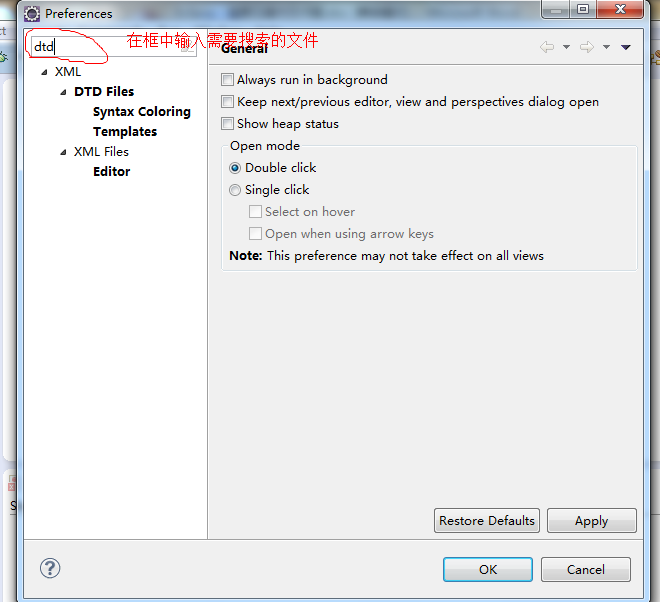 Preferences
dtd
在框中输入需要搜索的文件
General
XML
DTD Files
Syntax Coloring
Templates
XML Files
Editor
Always run in background
Keep next/previous editor, view and perspectives dialog open
Show heap status
Open mode
Double click
Single click
Select on hover
Open when using arrow keys
Note: This preference may not take effect on all views
Restore Defaults
Apply
OK
Cancel